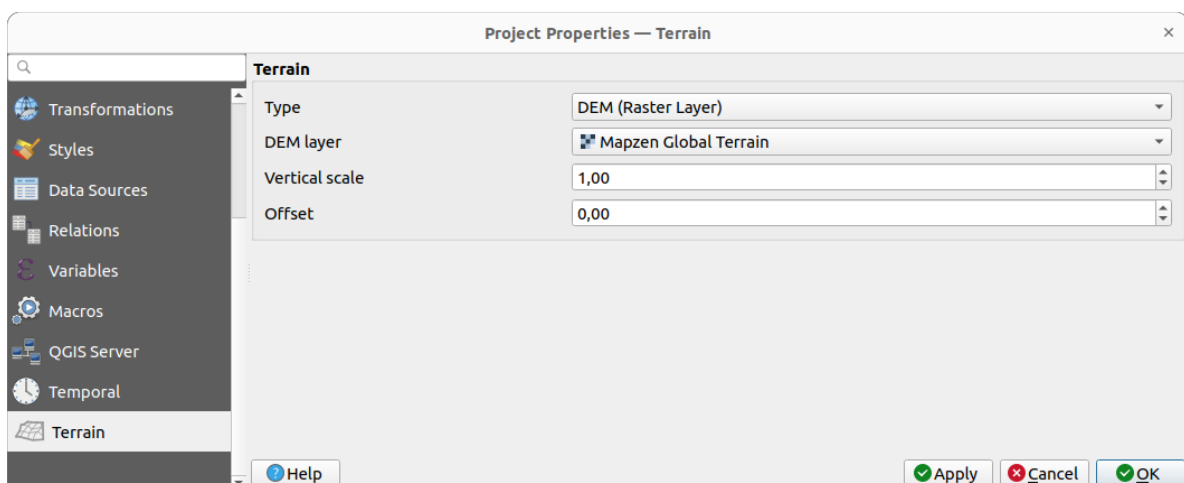 Project Properties — Terrain
Terrain
Transformations
Styles
Data Sources
Relations
Variables
Macros
QGIS Server
Temporal
Terrain
Type
DEM (Raster Layer)
DEM layer
Mapzen Global Terrain
Vertical scale
1,00
Offset
0,00
Help
Apply
Cancel
OK